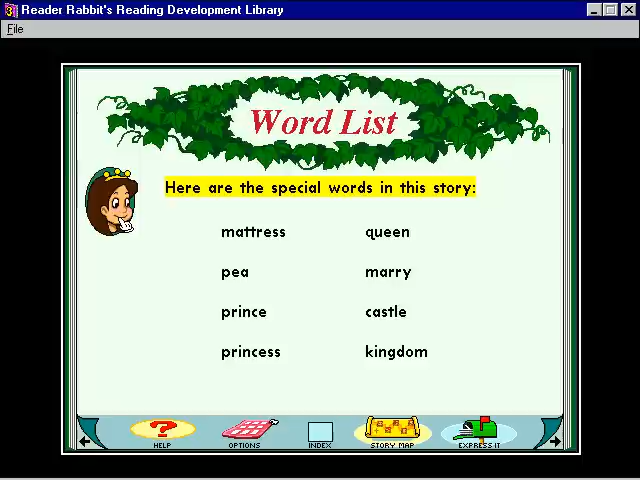 Reader Rabbit's Reading Development Library
File
Word List
Here are the special words in this story:
mattress queen
pea marry
prince castle
princess kingdom
HELP OPTIONS INDEX STORY MAP EXPRESS IT